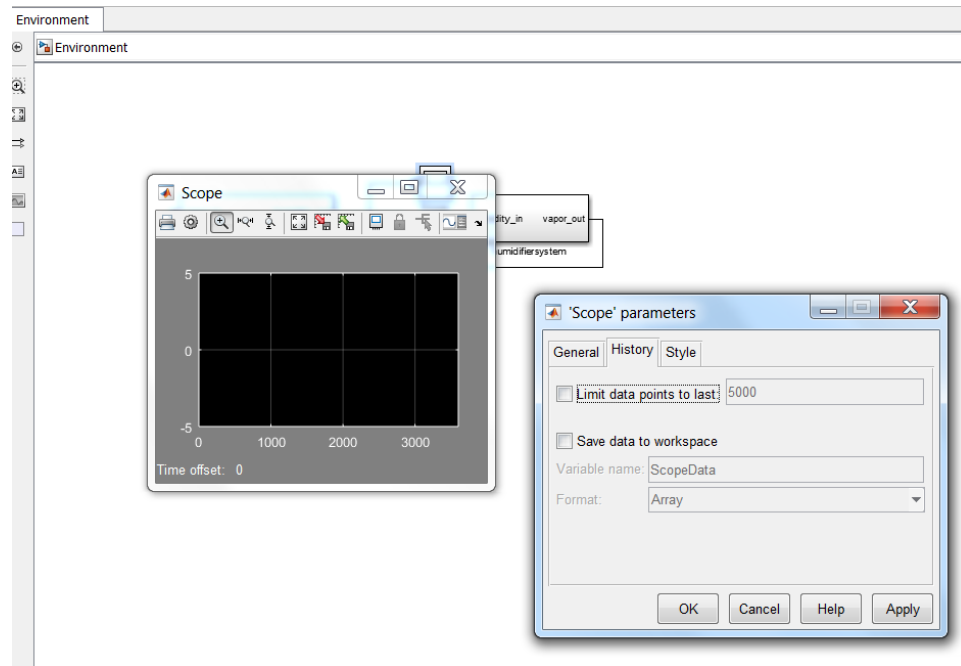 Environment
Environment
Scope
dity_in vapor_out
umidifiersystem
5
0
-5
0 1000 2000 3000
Time offset: 0
'Scope' parameters
General History Style
Limit data points to last: 5000
Save data to workspace
Variable name: ScopeData
Format: Array
OK Cancel Help Apply